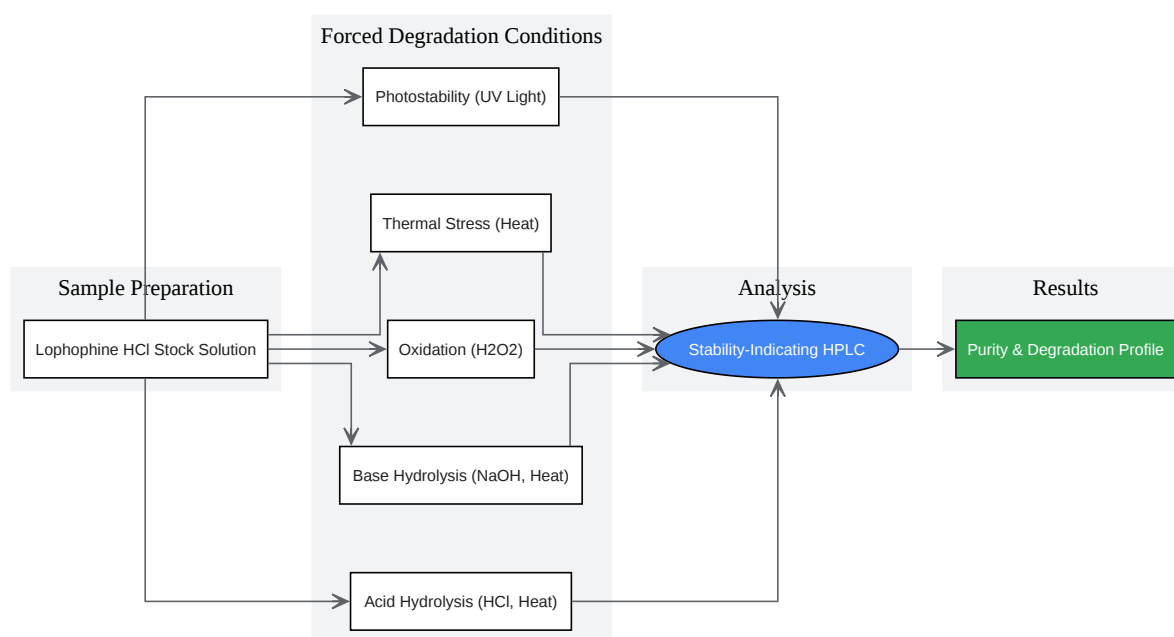 Forced Degradation Conditions
Photostability (UV Light)
Thermal Stress (Heat)
Sample Preparation
Analysis
Results
Lophophine HCl Stock Solution
Oxidation (H2O2)
Stability-Indicating HPLC
Purity & Degradation Profile
Base Hydrolysis (NaOH, Heat)
Acid Hydrolysis (HCl, Heat)